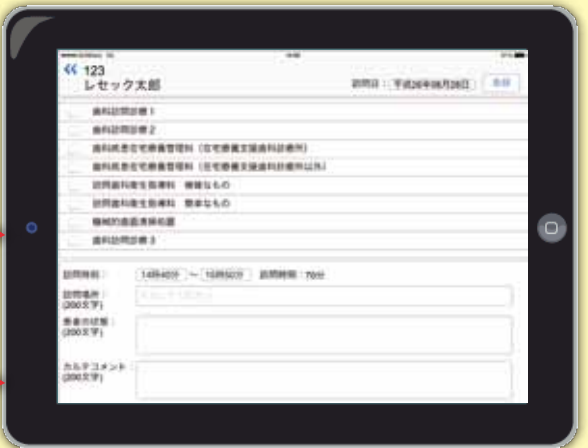 123
レセック太郎
訪問日： 平成26年08月28日 登録
歯科訪問診療1
歯科訪問診療2
歯科疾患在宅療養管理料（在宅療養支援歯科診療所）
歯科疾患在宅療養管理料（在宅療養支援歯科診療所以外）
訪問歯科衛生指導料 複雑なもの
訪問歯科衛生指導料 簡単なもの
機械的歯面清掃処置
歯科訪問診療3
訪問時刻： 14時40分 ～ 15時50分 訪問時間：70分
訪問場所：
(200文字)
患者の状態：
(200文字)
カルテコメント：
(200文字)